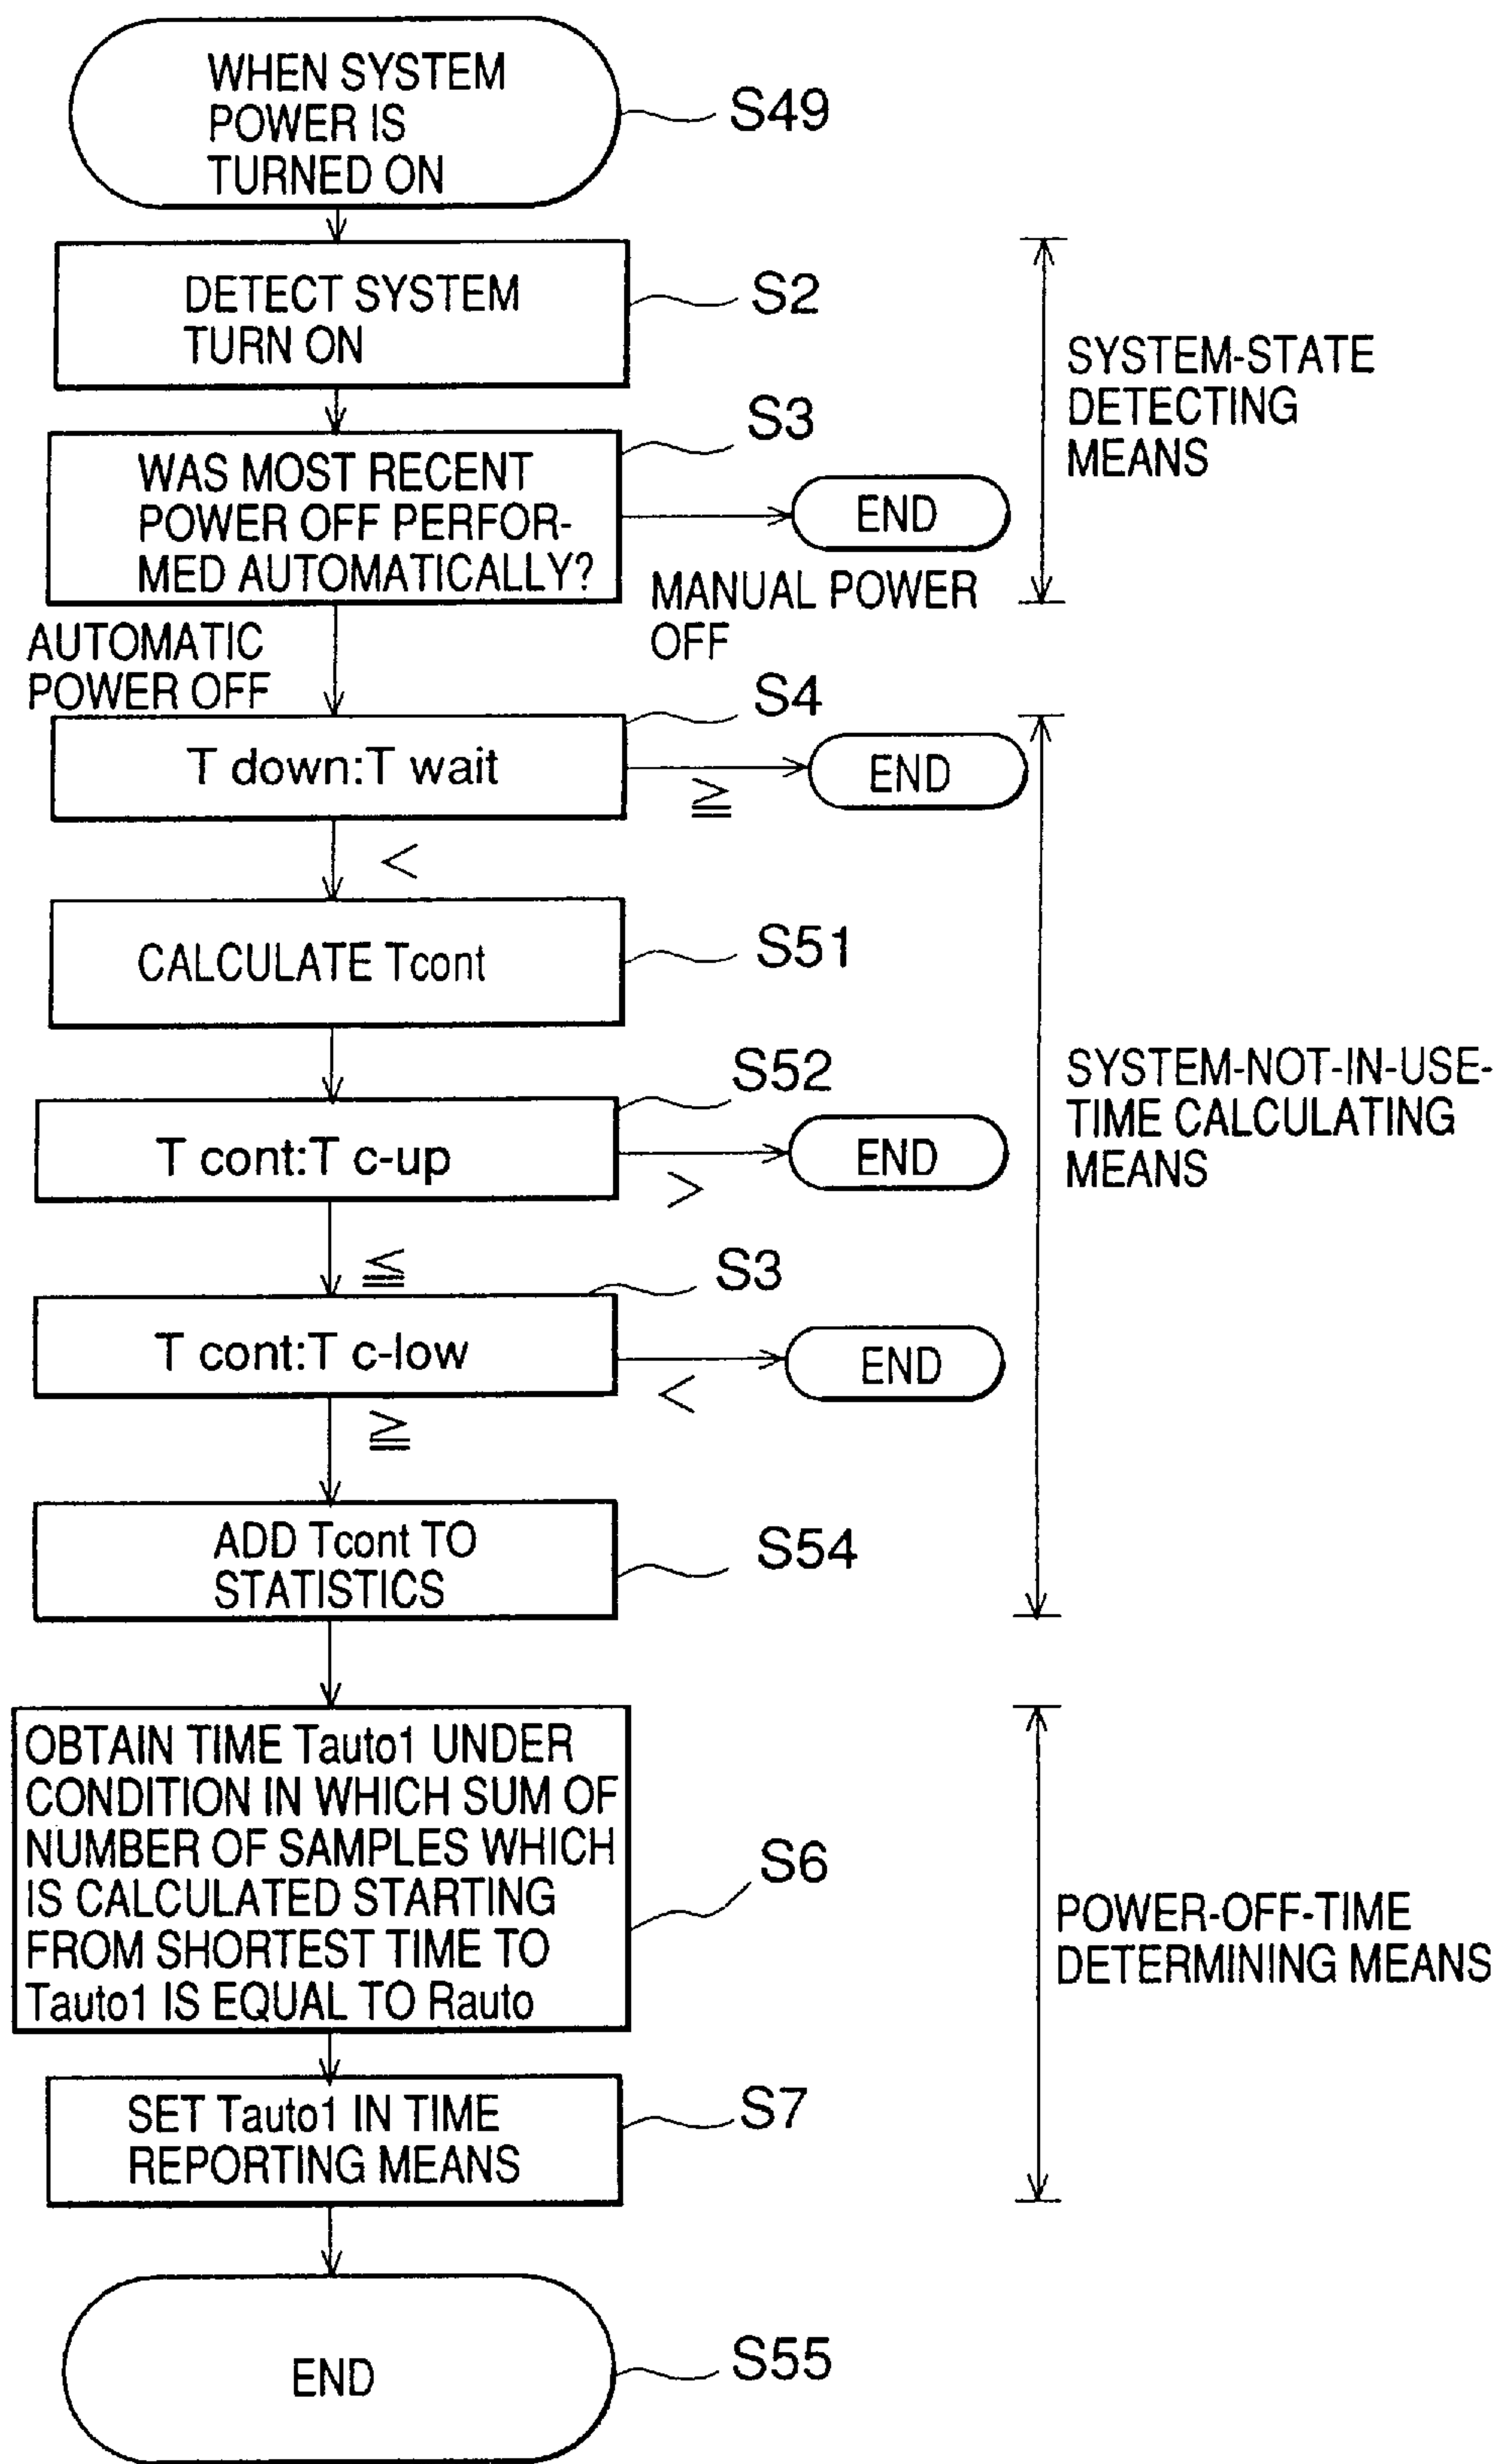 WHEN SYSTEM
POWER IS
TURNED ON
S49
DETECT SYSTEM
TURN ON
S2
SYSTEM-STATE
DETECTING
MEANS
S3
WAS MOST RECENT
POWER OFF PERFOR-
MED AUTOMATICALLY?
END
MANUAL POWER
OFF
AUTOMATIC
POWER OFF
S4
T down:T wait
≧
END
<
CALCULATE Tcont
S51
SYSTEM-NOT-IN-USE-
TIME CALCULATING
MEANS
S52
T cont:T c-up
>
END
≦
S3
T cont:T c-low
<
END
≧
ADD Tcont TO
STATISTICS
S54
OBTAIN TIME Tauto1 UNDER
CONDITION IN WHICH SUM OF
NUMBER OF SAMPLES WHICH
IS CALCULATED STARTING
FROM SHORTEST TIME TO
Tauto1 IS EQUAL TO Rauto
S6
POWER-OFF-TIME
DETERMINING MEANS
SET Tauto1 IN TIME
REPORTING MEANS
S7
END
S55